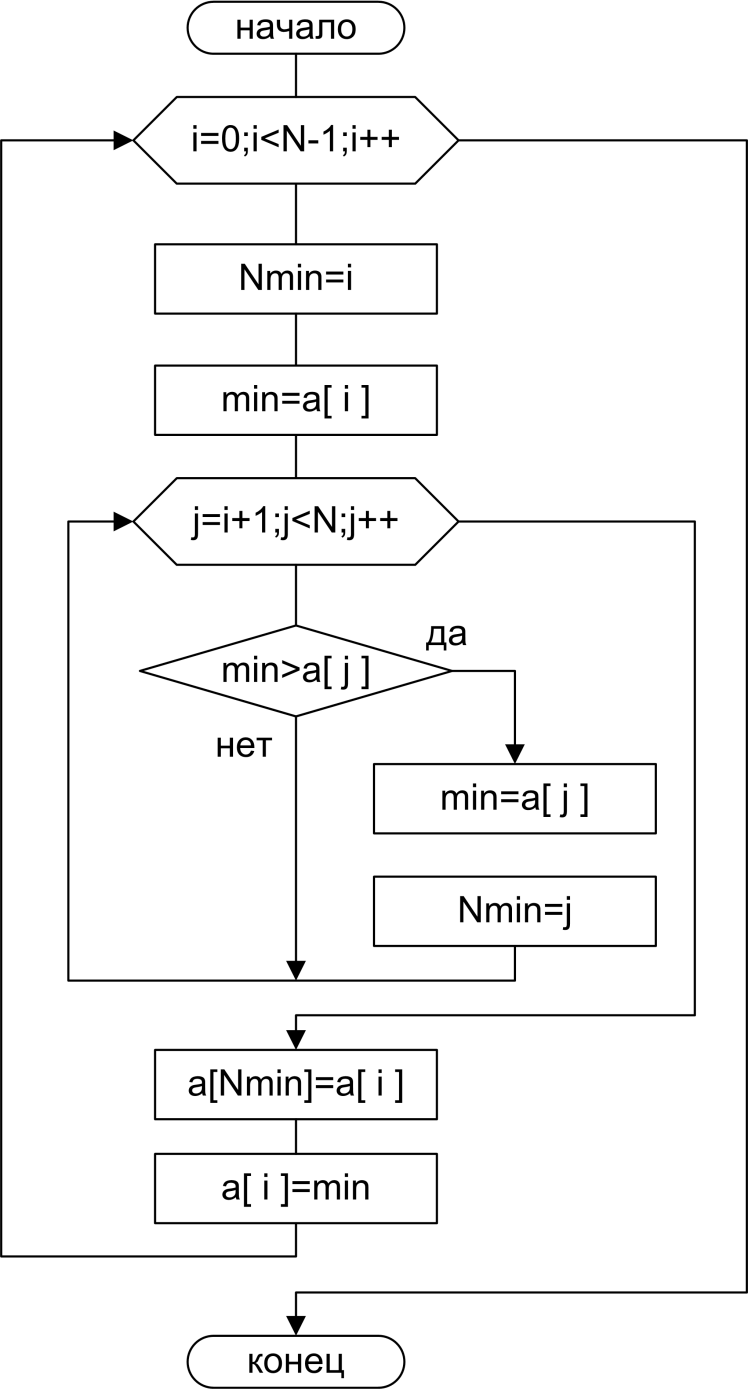 начало
i=0;i<N-1;i++
Nmin=i
min=a[ i ]
j=i+1;j<N;j++
да
min>a[ j ]
нет
min=a[ j ]
Nmin=j
a[Nmin]=a[ i ]
a[ i ]=min
конец